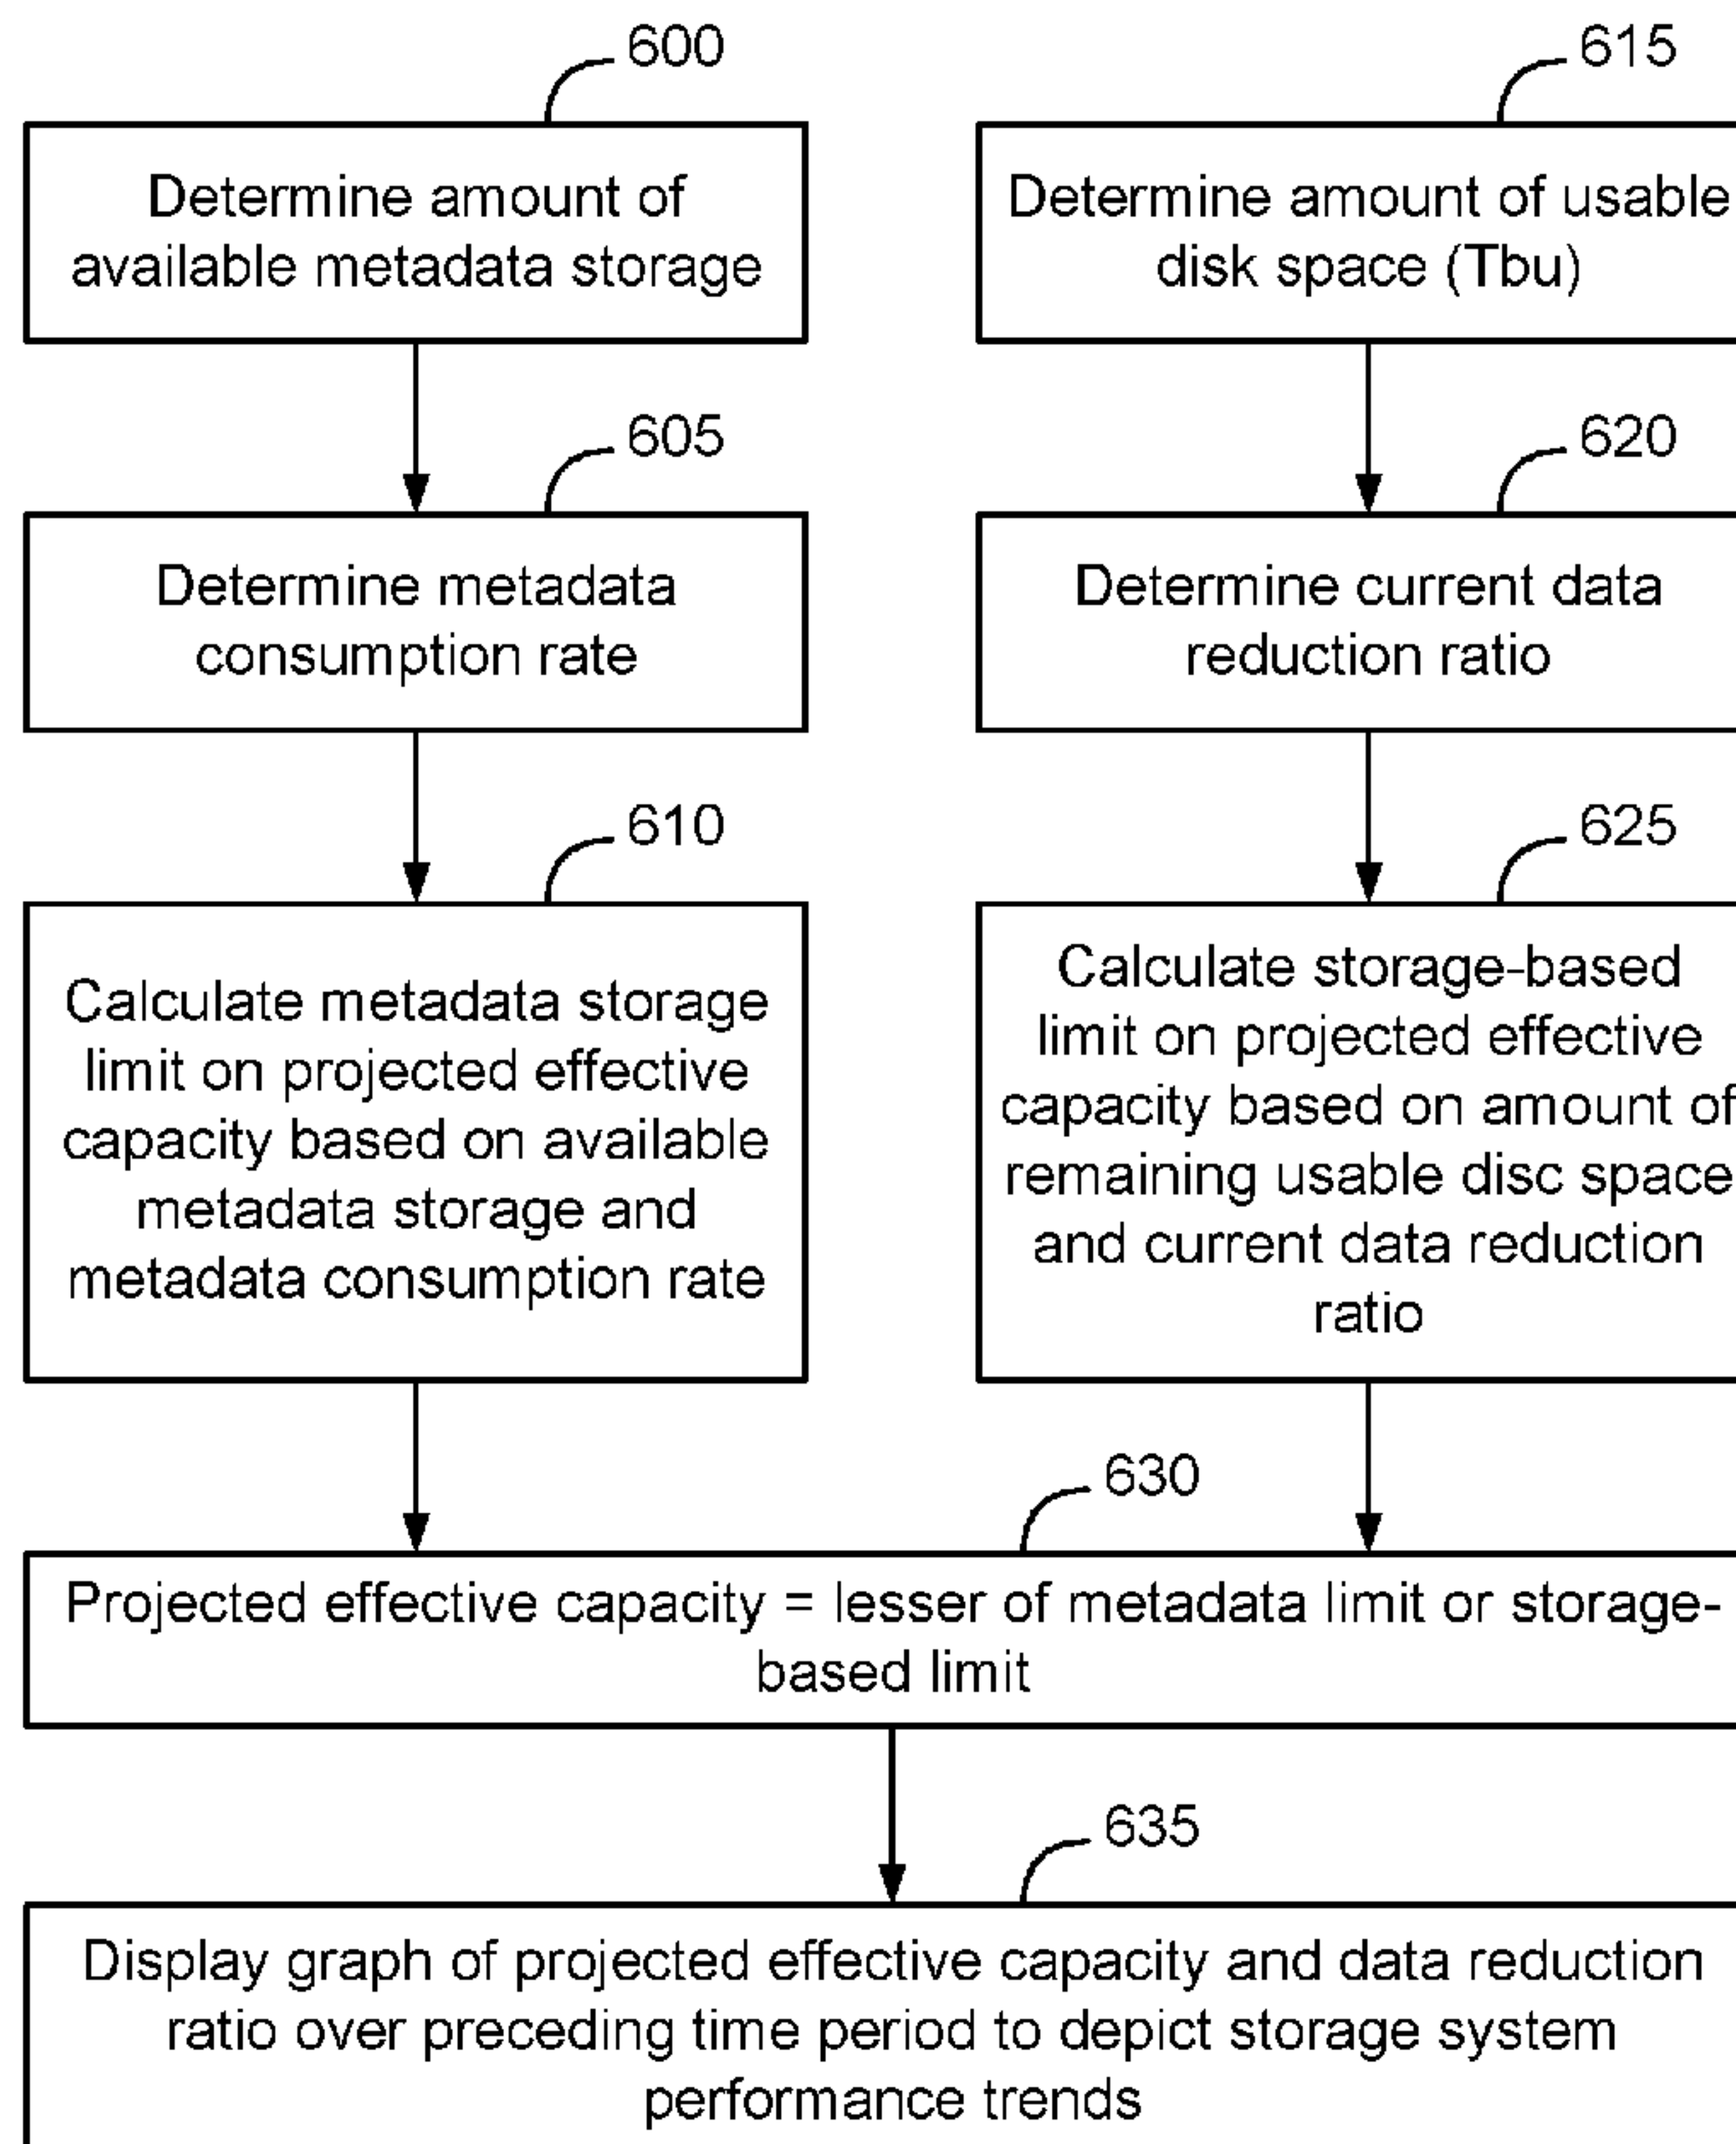 600
Determine amount of
available metadata storage
605
Determine metadata
consumption rate
610
Calculate metadata storage
limit on projected effective
capacity based on available
metadata storage and
metadata consumption rate
615
Determine amount of usable
disk space (Tbu)
620
Determine current data
reduction ratio
625
Calculate storage-based
limit on projected effective
capacity based on amount of
remaining usable disc space
and current data reduction
ratio
630
Projected effective capacity = lesser of metadata limit or storage-
based limit
635
Display graph of projected effective capacity and data reduction
ratio over preceding time period to depict storage system
performance trends